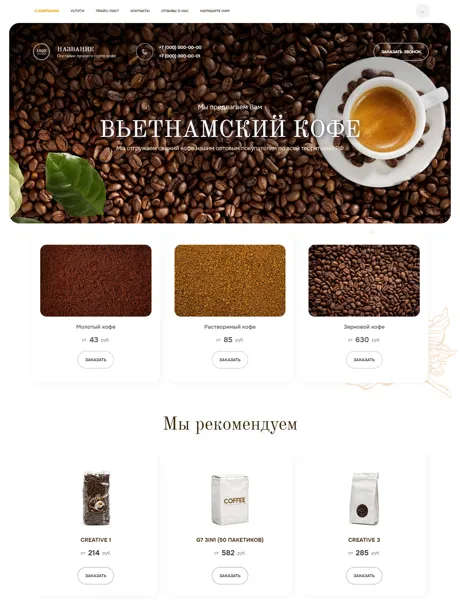 О КОМПАНИИ УСЛУГИ ПРАЙС-ЛИСТ КОНТАКТЫ ОТЗЫВЫ О НАС НАПИШИТЕ НАМ
LOGO
НАЗВАНИЕ
Поставки лучшего сорта кофе
+7 (000) 000-00-00
+7 (000) 000-00-01
ЗАКАЗАТЬ ЗВОНОК
Мы предлагаем Вам
ВЬЕТНАМСКИЙ КОФЕ
Мы отгружаем свежий кофе нашим оптовым покупателям по всей территории РФ
Молотый кофе Растворимый кофе Зерновой кофе
от 43 руб. от 85 руб. от 630 руб.
ЗАКАЗАТЬ ЗАКАЗАТЬ ЗАКАЗАТЬ
Мы рекомендуем
COFFEE
CREATIVE 1 G7 3IN1 (50 ПАКЕТИКОВ) CREATIVE 3
от 214 руб. от 582 руб. от 285 руб.
ЗАКАЗАТЬ ЗАКАЗАТЬ ЗАКАЗАТЬ